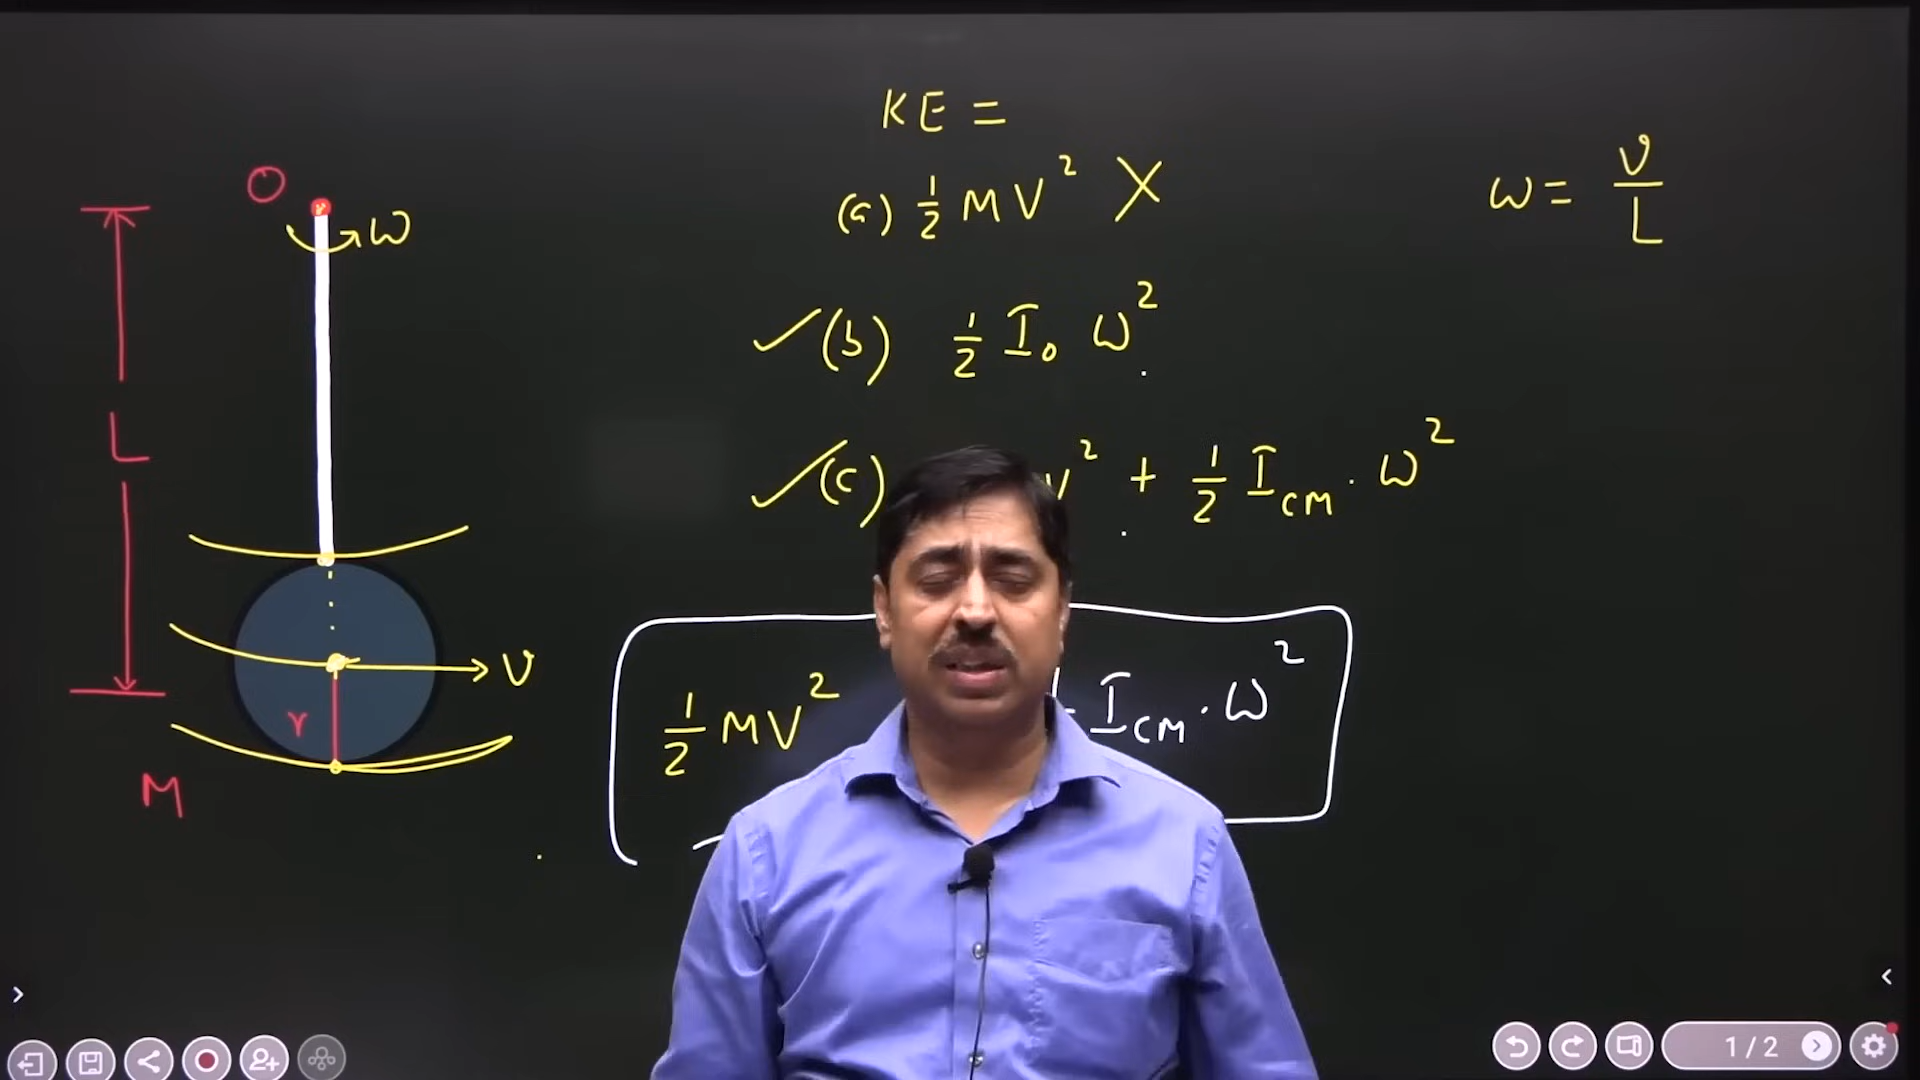 KE =
(a) 1/2 MV² X
ω = v/L
O
ω
✓(b) 1/2 I₀ ω²
L
✓(c) V² + 1/2 I_CM · ω²
v
1/2 MV² I_CM · ω²
r
M
1 / 2